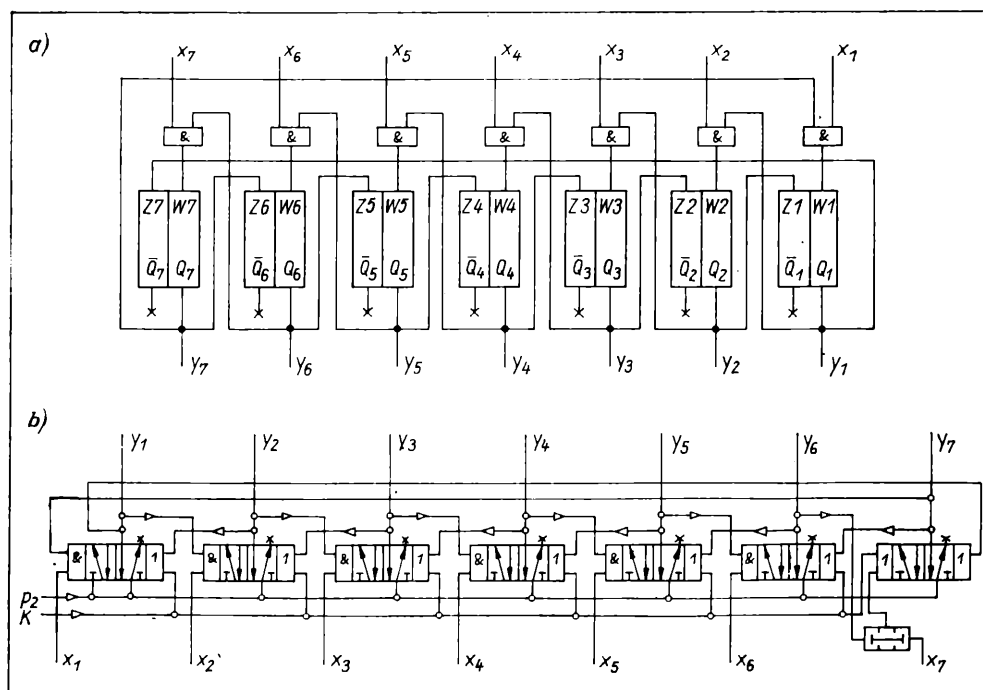 a)
x₇ x₆ x₅ x₄ x₃ x₂ x₁
& & & & & & &
Z7 W7 Z6 W6 Z5 W5 Z4 W4 Z3 W3 Z2 W2 Z1 W1
Q̄₇ Q₇ Q̄₆ Q₆ Q̄₅ Q₅ Q̄₄ Q₄ Q̄₃ Q₃ Q̄₂ Q₂ Q̄₁ Q₁
y₇ y₆ y₅ y₄ y₃ y₂ y₁
b)
y₁ y₂ y₃ y₄ y₅ y₆ y₇
& 1 & 1 & 1 & 1 & 1 & 1 1 1
p₂
K
x₁ x₂ x₃ x₄ x₅ x₆ x₇